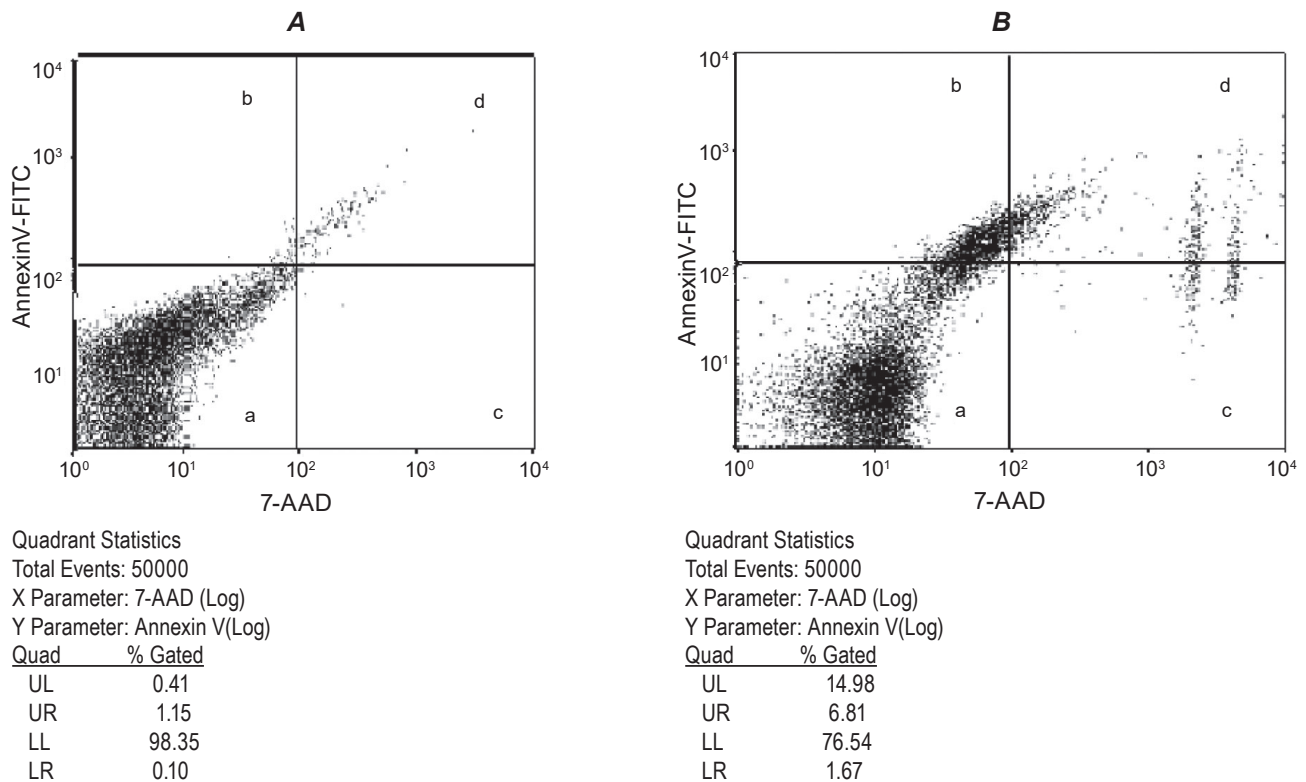 A
10⁴
10³
10²
10¹
AnnexinV-FITC
b
d
a
c
10⁰
10¹
10²
10³
10⁴
7-AAD
Quadrant Statistics
Total Events: 50000
X Parameter: 7-AAD (Log)
Y Parameter: Annexin V(Log)
Quad % Gated
UL 0.41
UR 1.15
LL 98.35
LR 0.10
B
10⁴
10³
10²
10¹
AnnexinV-FITC
b
d
a
c
10⁰
10¹
10²
10³
10⁴
7-AAD
Quadrant Statistics
Total Events: 50000
X Parameter: 7-AAD (Log)
Y Parameter: Annexin V(Log)
Quad % Gated
UL 14.98
UR 6.81
LL 76.54
LR 1.67